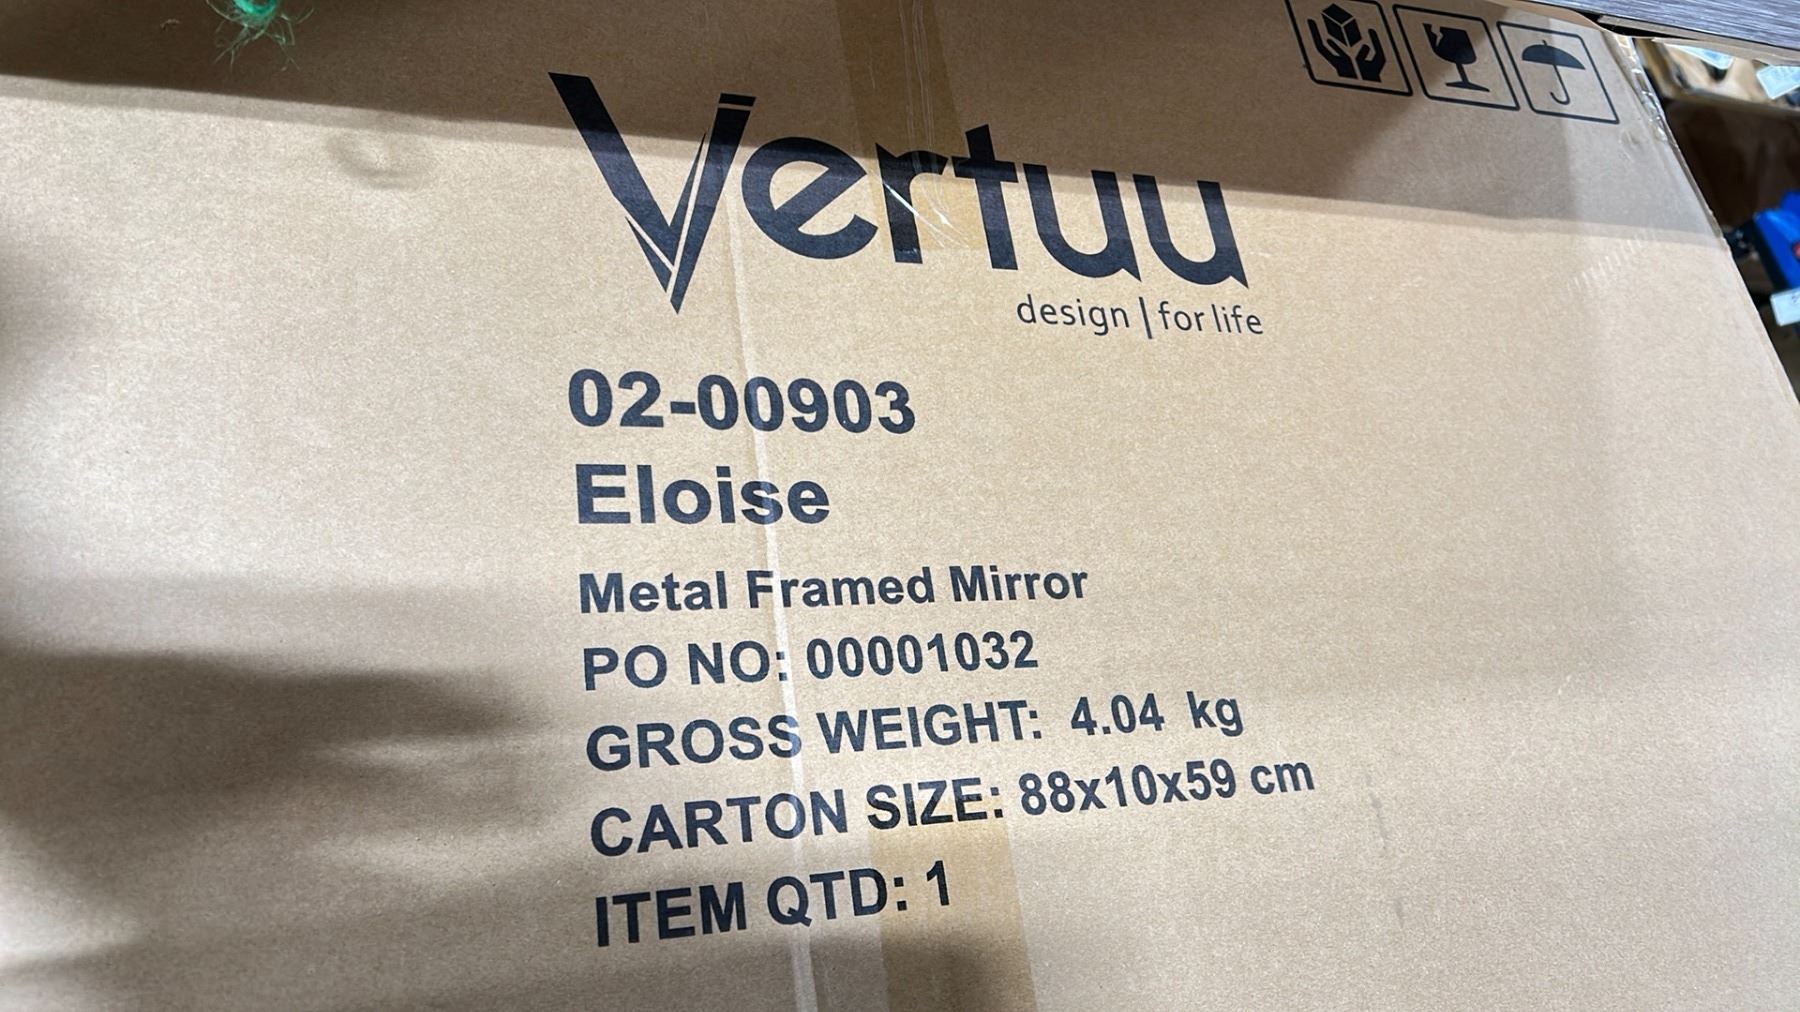 Vertuu
design | for life
02-00903
Eloise
Metal Framed Mirror
PO NO: 00001032
GROSS WEIGHT: 4.04 kg
CARTON SIZE: 88x10x59 cm
ITEM QTD: 1